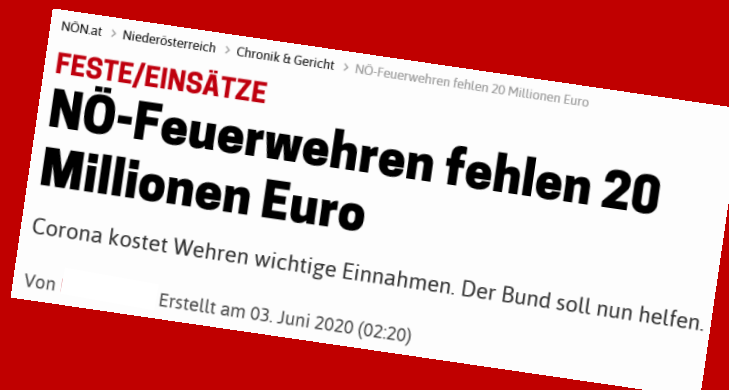 NÖN.at > Niederösterreich > Chronik & Gericht > NÖ-Feuerwehren fehlen 20 Millionen Euro
FESTE/EINSÄTZE
NÖ-Feuerwehren fehlen 20
Millionen Euro
Corona kostet Wehren wichtige Einnahmen. Der Bund soll nun helfen.
Von Erstellt am 03. Juni 2020 (02:20)